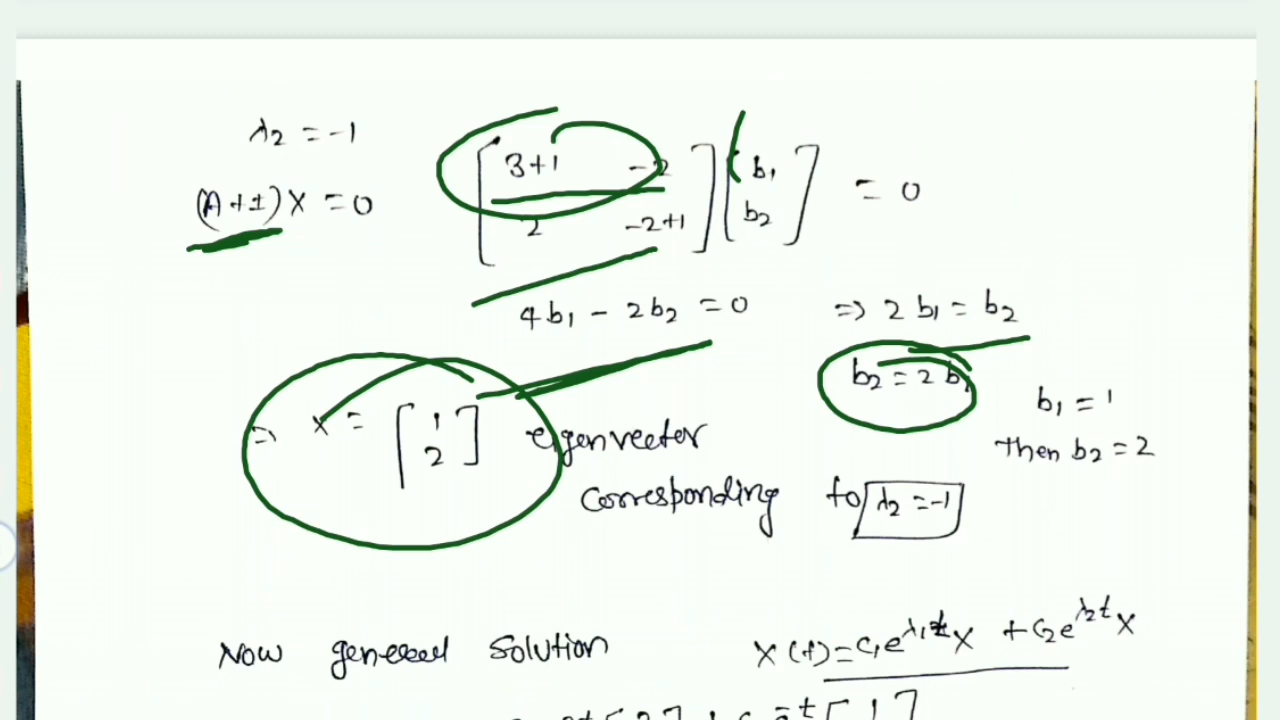 λ2 = -1
(A+I)X = 0
[3+1 -2
2 -2+1] [b1
b2] = 0
4b1 - 2b2 = 0 => 2b1 = b2
b2 = 2b1
b1 = 1
then b2 = 2
=> x = [1
2] eigenvector
corresponding to λ2 = -1
Now general solution x(t) = c1e^λ1t X + c2e^λ2t X